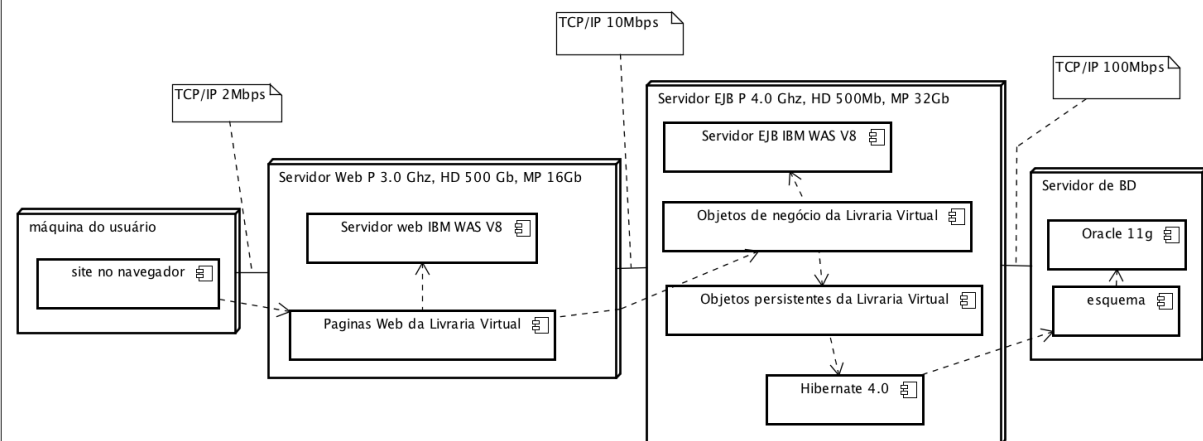 TCP/IP 10Mbps
TCP/IP 2Mbps
TCP/IP 100Mbps
máquina do usuário
site no navegador
Servidor Web P 3.0 Ghz, HD 500 Gb, MP 16Gb
Servidor web IBM WAS V8
Paginas Web da Livraria Virtual
Servidor EJB P 4.0 Ghz, HD 500Mb, MP 32Gb
Servidor EJB IBM WAS V8
Objetos de negócio da Livraria Virtual
Objetos persistentes da Livraria Virtual
Hibernate 4.0
Servidor de BD
Oracle 11g
esquema